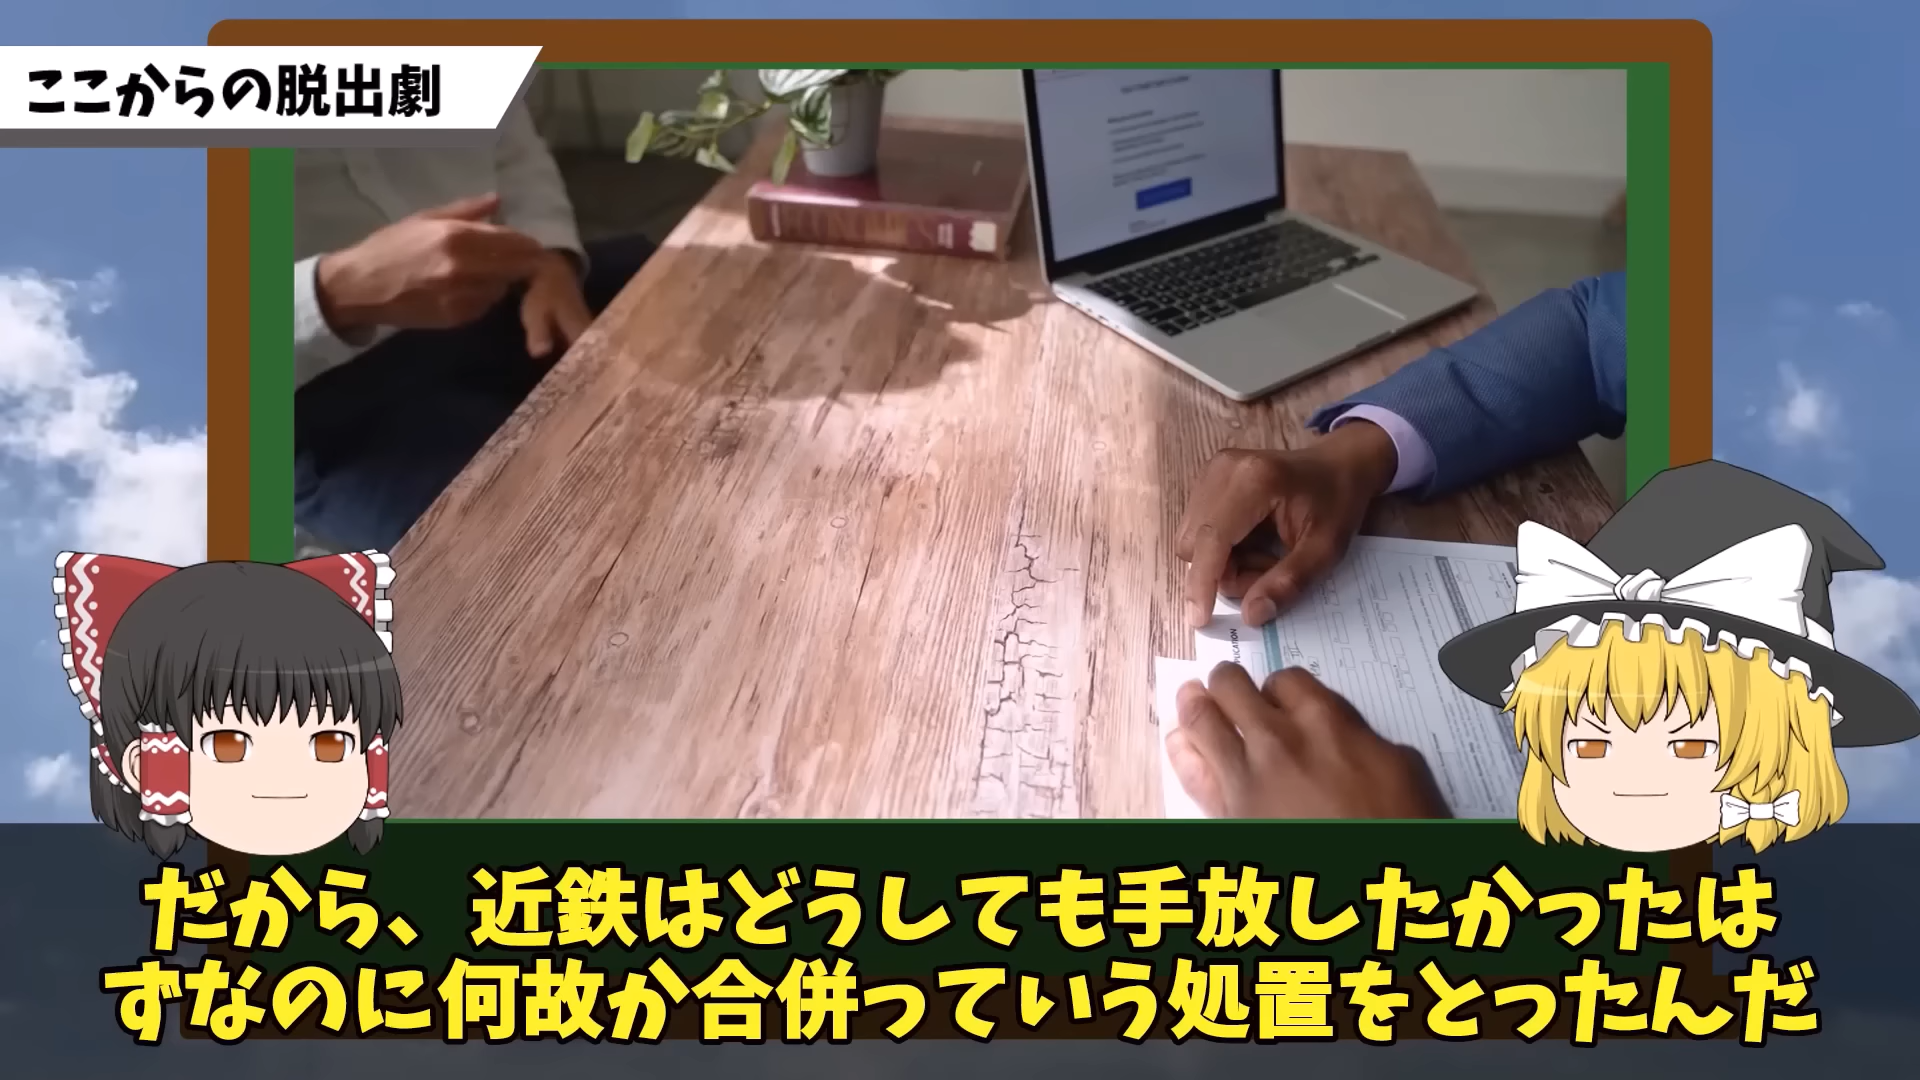 ここからの脱出劇
だから、近鉄はどうしても手放したかったは
ずなのに何故か合併っていう処置をとったんだ